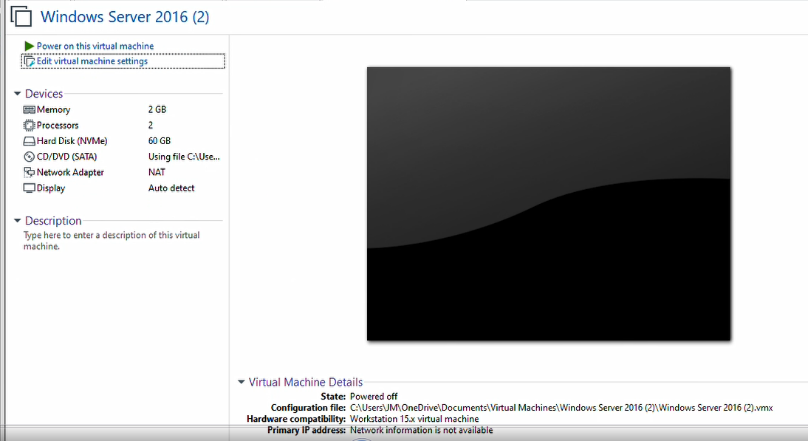 Windows Server 2016 (2)
Power on this virtual machine
Edit virtual machine settings
Devices
Memory 2 GB
Processors 2
Hard Disk (NVMe) 60 GB
CD/DVD (SATA) Using file C:\Use...
Network Adapter NAT
Display Auto detect
Description
Type here to enter a description of this virtual
machine.
Virtual Machine Details
State: Powered off
Configuration file: C:\Users\JM\OneDrive\Documents\Virtual Machines\Windows Server 2016 (2)\Windows Server 2016 (2).vmx
Hardware compatibility: Workstation 15.x virtual machine
Primary IP address: Network information is not available